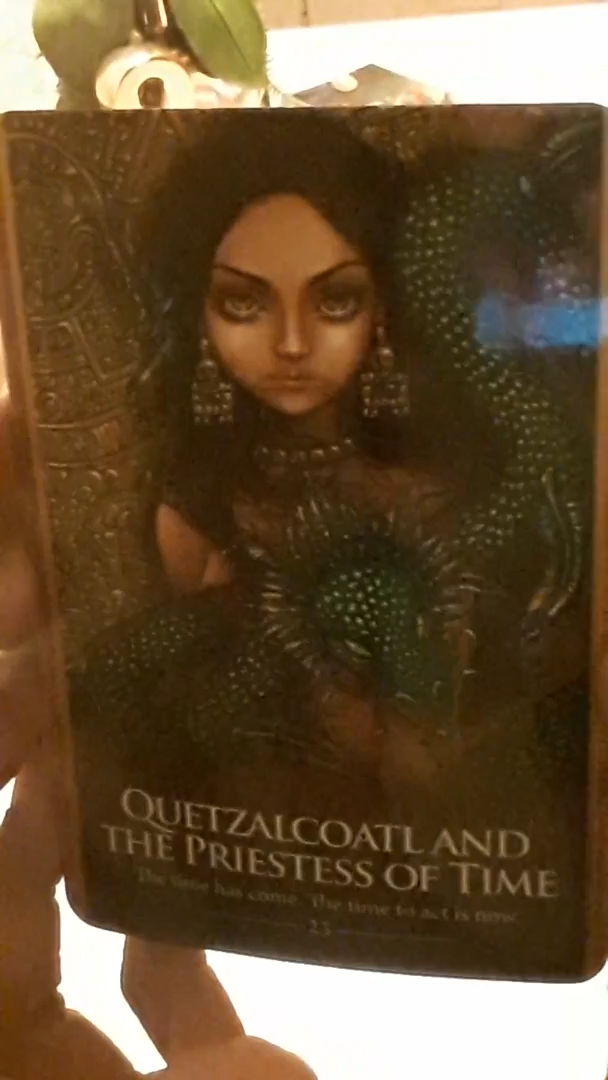 QUETZALCOATL AND
THE PRIESTESS OF TIME
The time has come. The time to act is now.
23